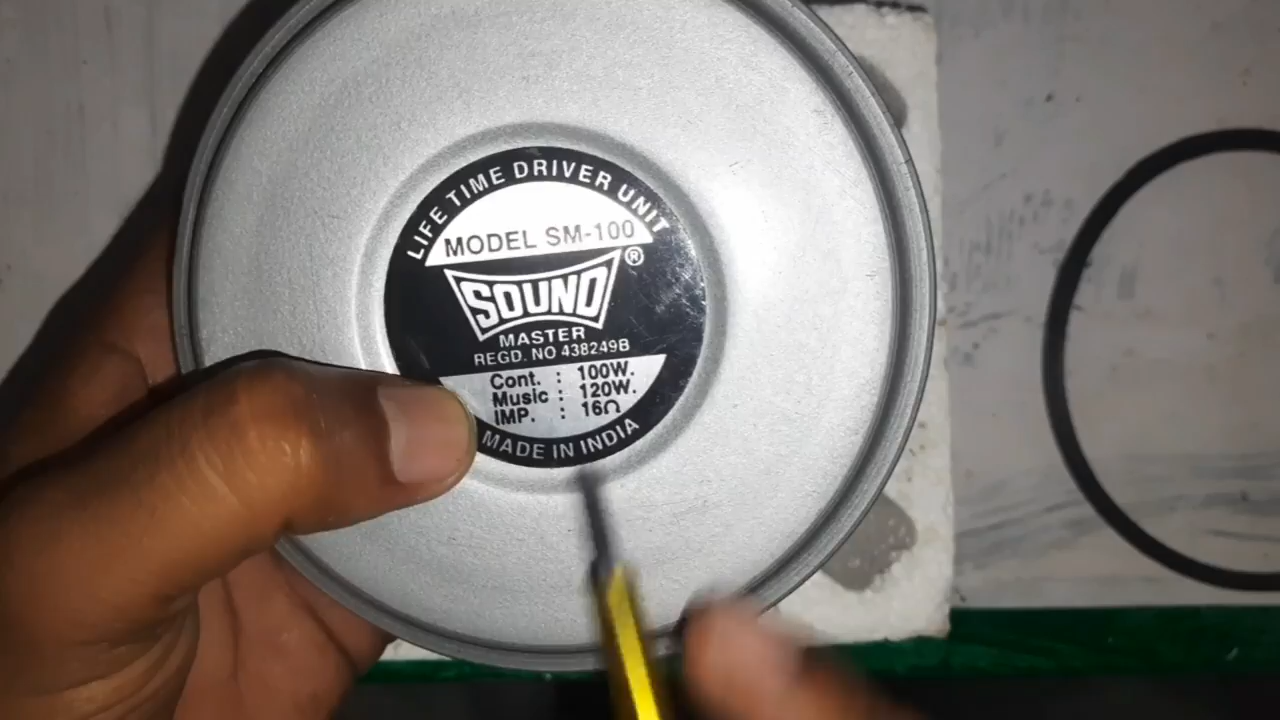 LIFE TIME DRIVER UNIT
MODEL SM-100
SOUND ®
MASTER
REGD. NO 438249B
Cont. : 100W.
Music : 120W.
IMP. : 16Ω
MADE IN INDIA